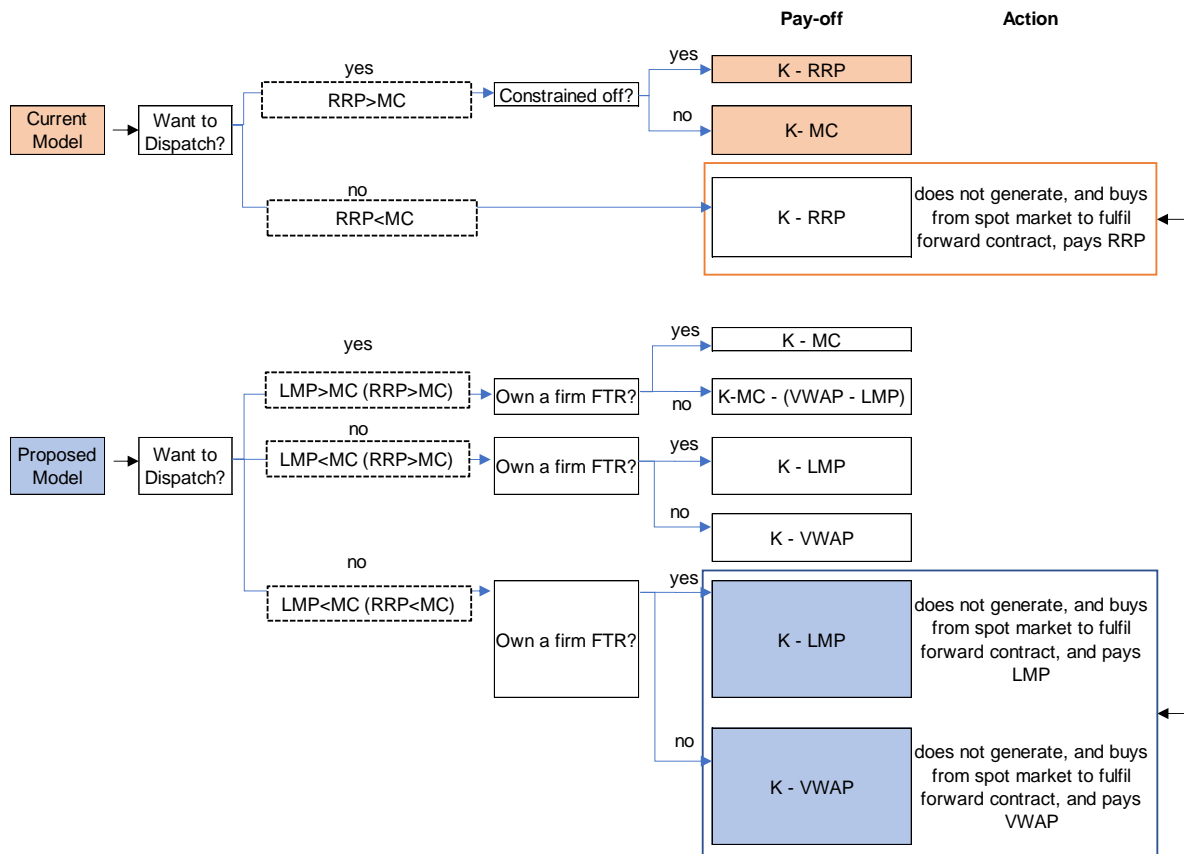 Pay-off
Action
yes
RRP>MC
Constrained off?
yes
K - RRP
Current
Model
Want to
Dispatch?
no
K- MC
no
RRP<MC
K - RRP
does not generate, and buys
from spot market to fulfil
forward contract, pays RRP
yes
LMP>MC (RRP>MC)
Own a firm FTR?
yes
K - MC
no
K-MC - (VWAP - LMP)
Proposed
Model
Want to
Dispatch?
no
LMP<MC (RRP>MC)
Own a firm FTR?
yes
K - LMP
no
K - VWAP
no
LMP<MC (RRP<MC)
Own a firm FTR?
yes
K - LMP
does not generate, and buys
from spot market to fulfil
forward contract, and pays
LMP
no
K - VWAP
does not generate, and buys
from spot market to fulfil
forward contract, and pays
VWAP